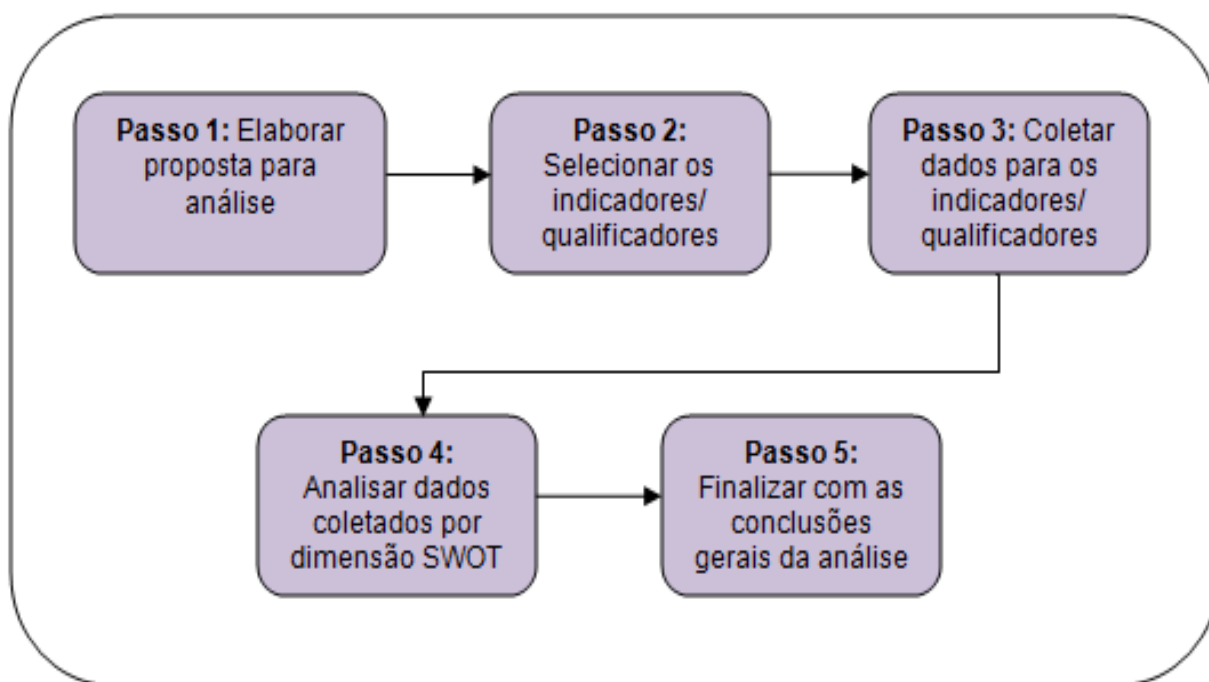 Passo 1: Elaborar
proposta para
análise
Passo 2:
Selecionar os
indicadores/
qualificadores
Passo 3: Coletar
dados para os
indicadores/
qualificadores
Passo 4:
Analisar dados
coletados por
dimensão SWOT
Passo 5:
Finalizar com as
conclusões
gerais da análise